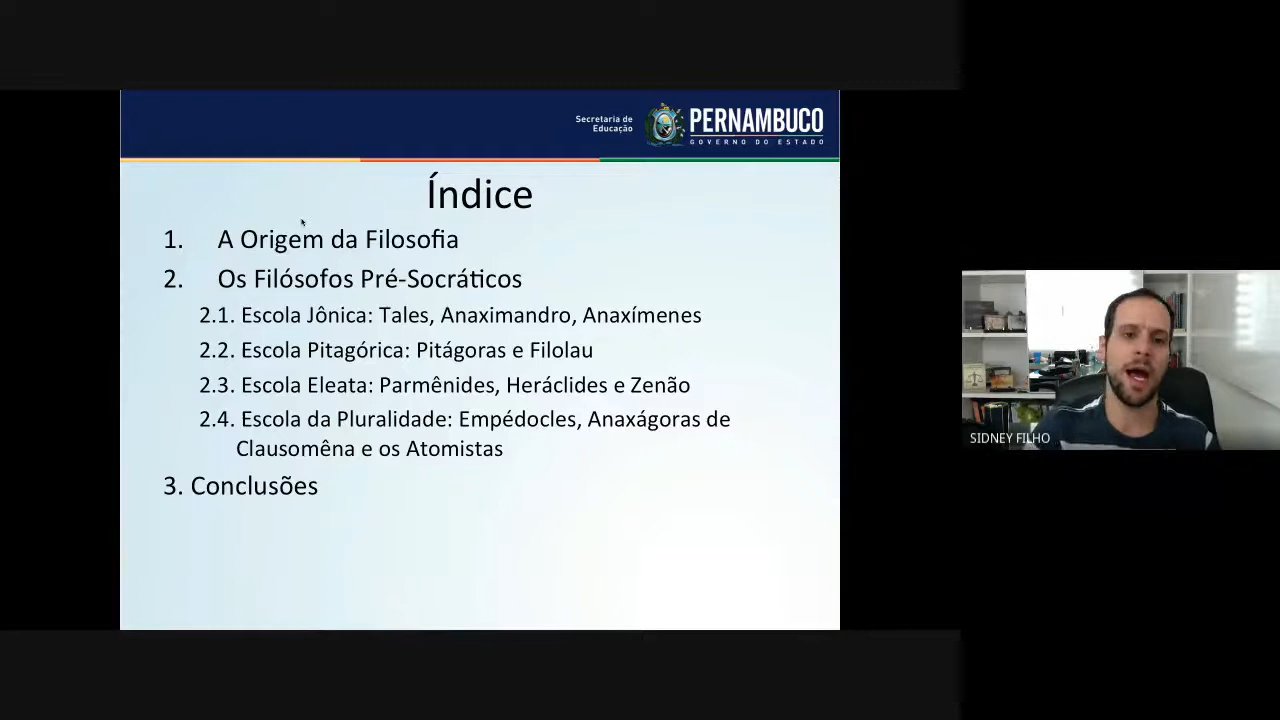 Secretaria de
Educação
PERNAMBUCO
GOVERNO DO ESTADO
Índice
1. A Origem da Filosofia
2. Os Filósofos Pré-Socráticos
2.1. Escola Jônica: Tales, Anaximandro, Anaxímenes
2.2. Escola Pitagórica: Pitágoras e Filolau
2.3. Escola Eleata: Parmênides, Heráclides e Zenão
2.4. Escola da Pluralidade: Empédocles, Anaxágoras de
Clausomêna e os Atomistas
3. Conclusões
SIDNEY FILHO